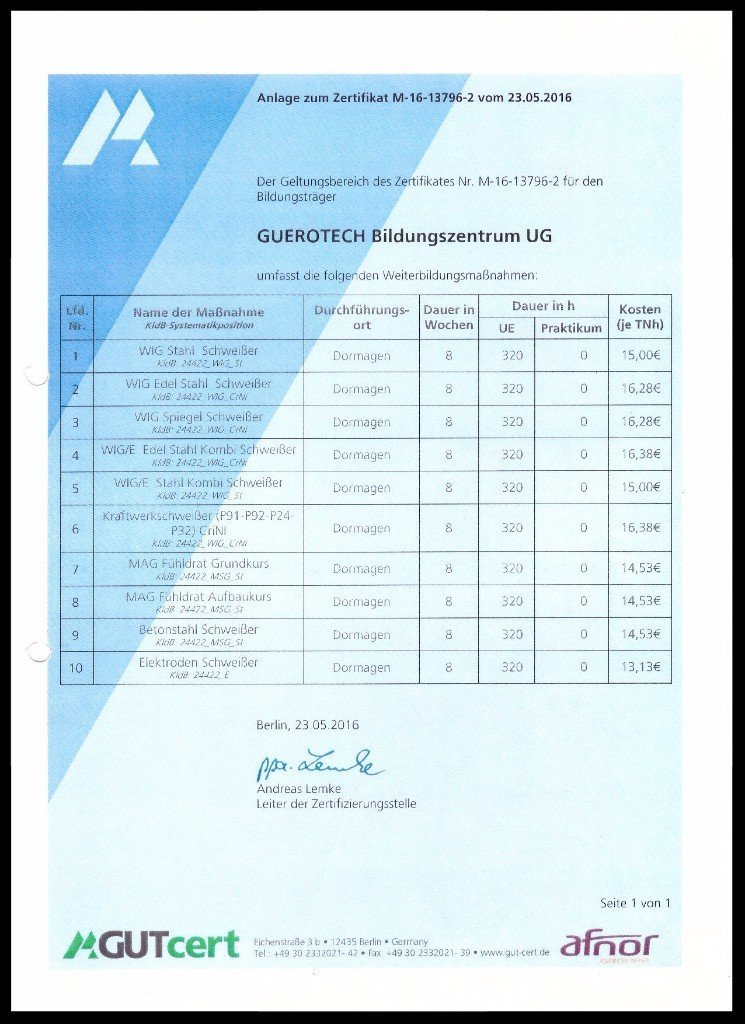 Anlage zum Zertifikat M-16-13796-2 vom 23.05.2016
Der Geltungsbereich des Zertifikates Nr. M-16-13796-2 für den
Bildungsträger
GUEROTECH Bildungszentrum UG
umfasst die folgenden Weiterbildungsmaßnahmen:
Lfd. Nr. Name der Maßnahme KldB-Systematikposition Durchführungs-ort Dauer in Wochen Dauer in h UE Praktikum Kosten (je TNh)
1 WIG Stahl Schweißer Dormagen 8 320 0 15,00€
KldB: 24422_WIG_St
2 WIG Edel Stahl Schweißer Dormagen 8 320 0 16,28€
KldB: 24422_WIG_CrNi
3 WIG Spiegel Schweißer Dormagen 8 320 0 16,28€
KldB: 24422_WIG_CrNi
4 WIG/E Edel Stahl Kombi Schweißer Dormagen 8 320 0 16,38€
KldB: 24422_WIG_CrNi
5 WIG/E Stahl Kombi Schweißer Dormagen 8 320 0 15,00€
KldB: 24422_WIG_St
6 Kraftwerkschweißer (P91-P92-P24-
P32) CriNI Dormagen 8 320 0 16,38€
KldB: 24422_WIG_CrNi
7 MAG Fühldrat Grundkurs Dormagen 8 320 0 14,53€
KldB: 24422_MSG_St
8 MAG Fühldrat Aufbaukurs Dormagen 8 320 0 14,53€
KldB: 24422_MSG_St
9 Betonstahl Schweißer Dormagen 8 320 0 14,53€
KldB: 24422_MSG_St
10 Elektroden Schweißer Dormagen 8 320 0 13,13€
KldB: 24422_E
Berlin, 23.05.2016
ppa. Lemke
Andreas Lemke
Leiter der Zertifizierungsstelle
Seite 1 von 1
GUTcert
Eichenstraße 3 b • 12435 Berlin • Germany
Tel.: +49 30 2332021- 42 • Fax +49 30 2332021- 39 • www.gut-cert.de
afnor
GROUPE